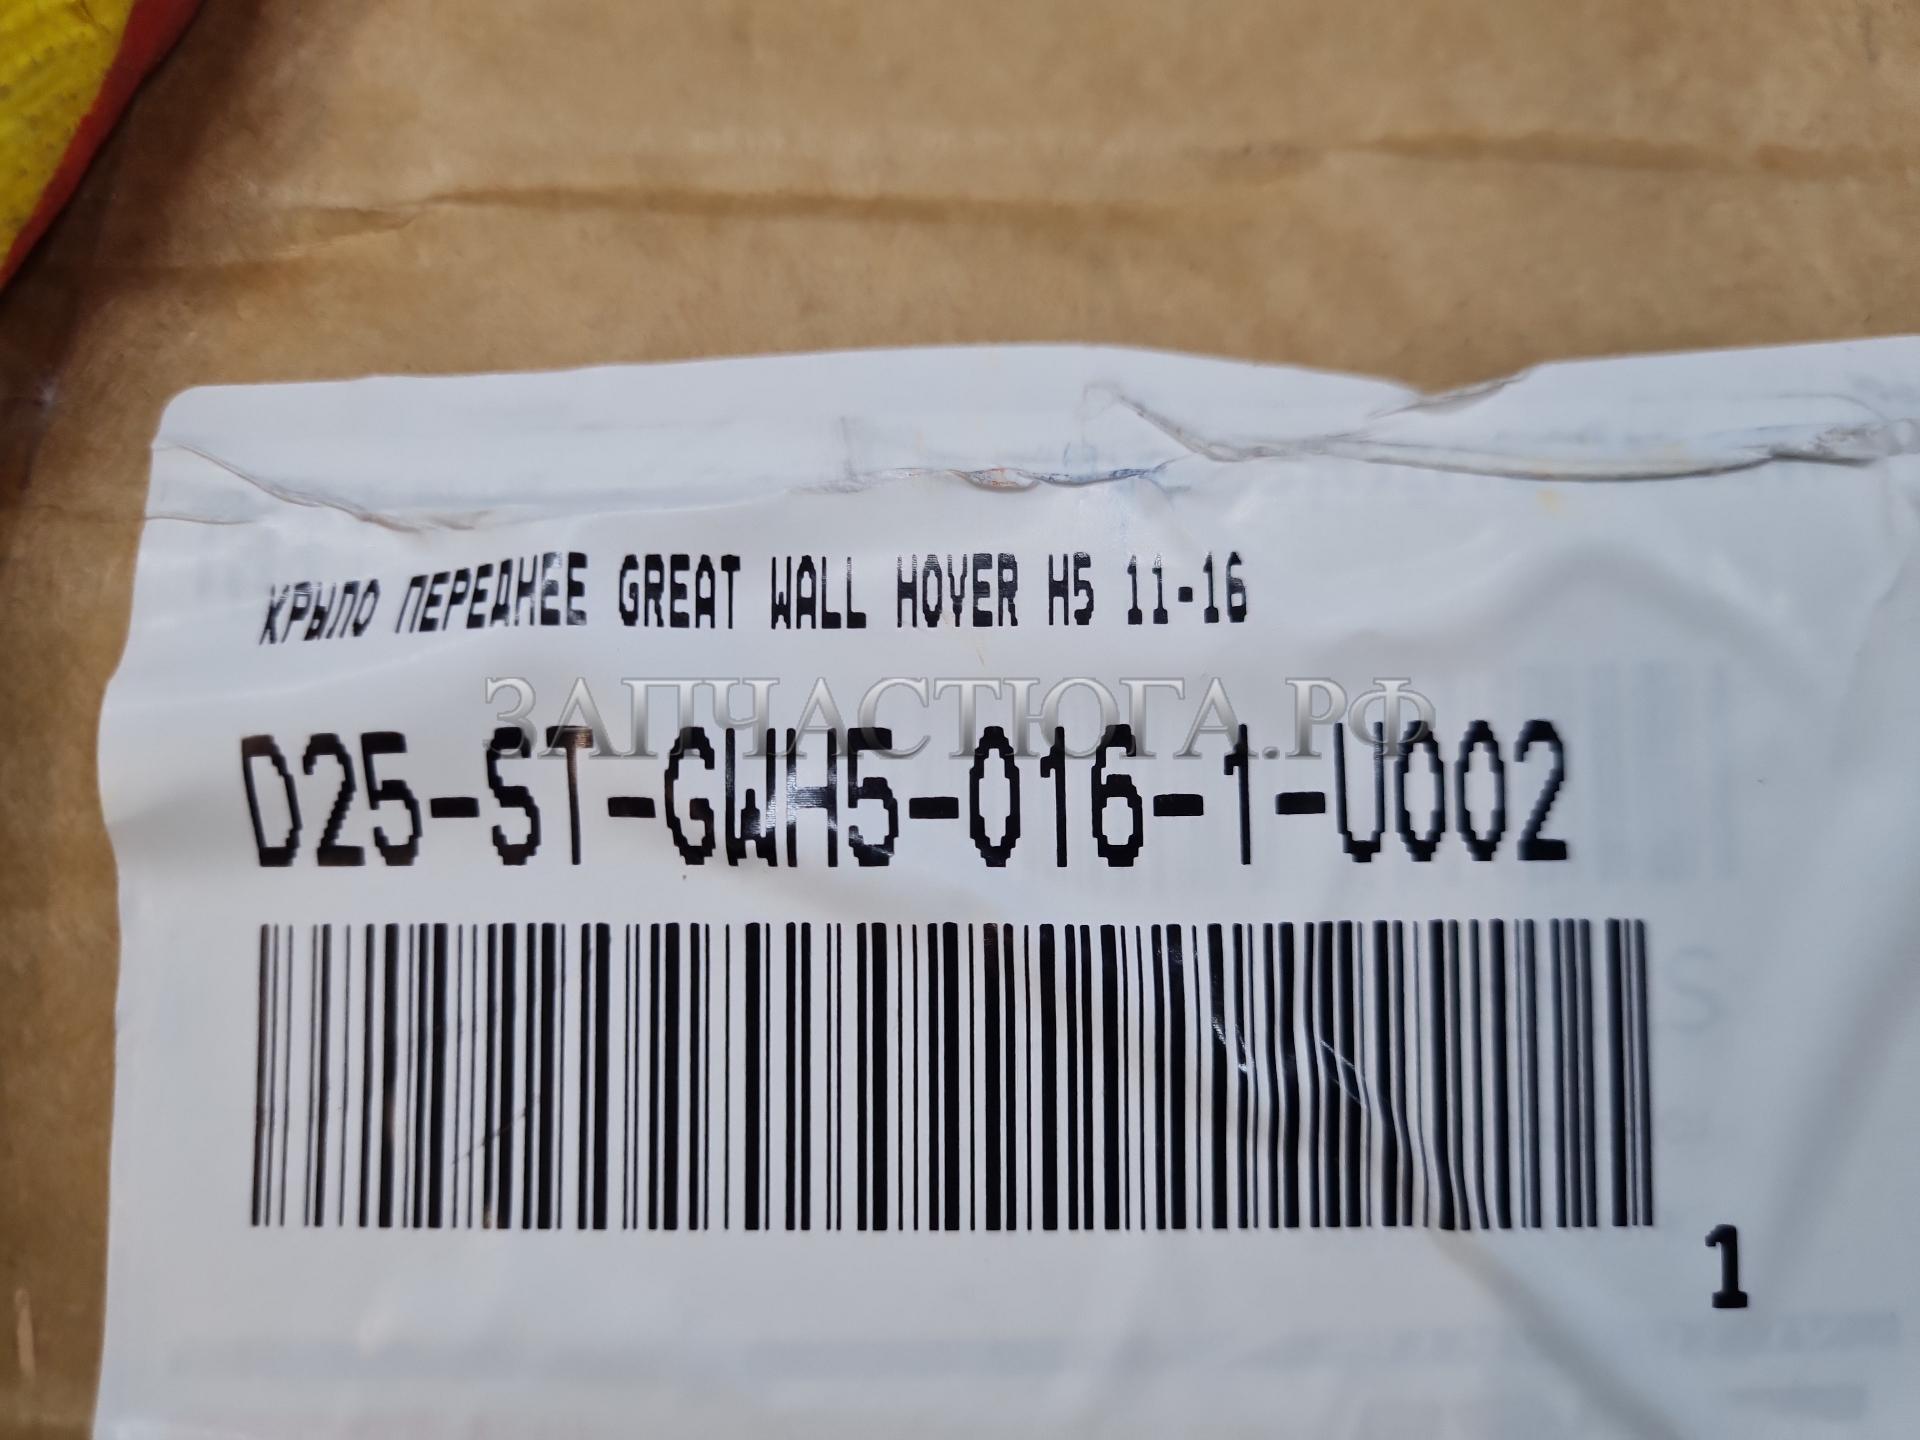 КРЫЛО ПЕРЕДНЕЕ GREAT WALL HOVER H5 11-16
ЗАПЧАСТЮГА.РФ
D25-ST-GWH5-016-1-U002
1